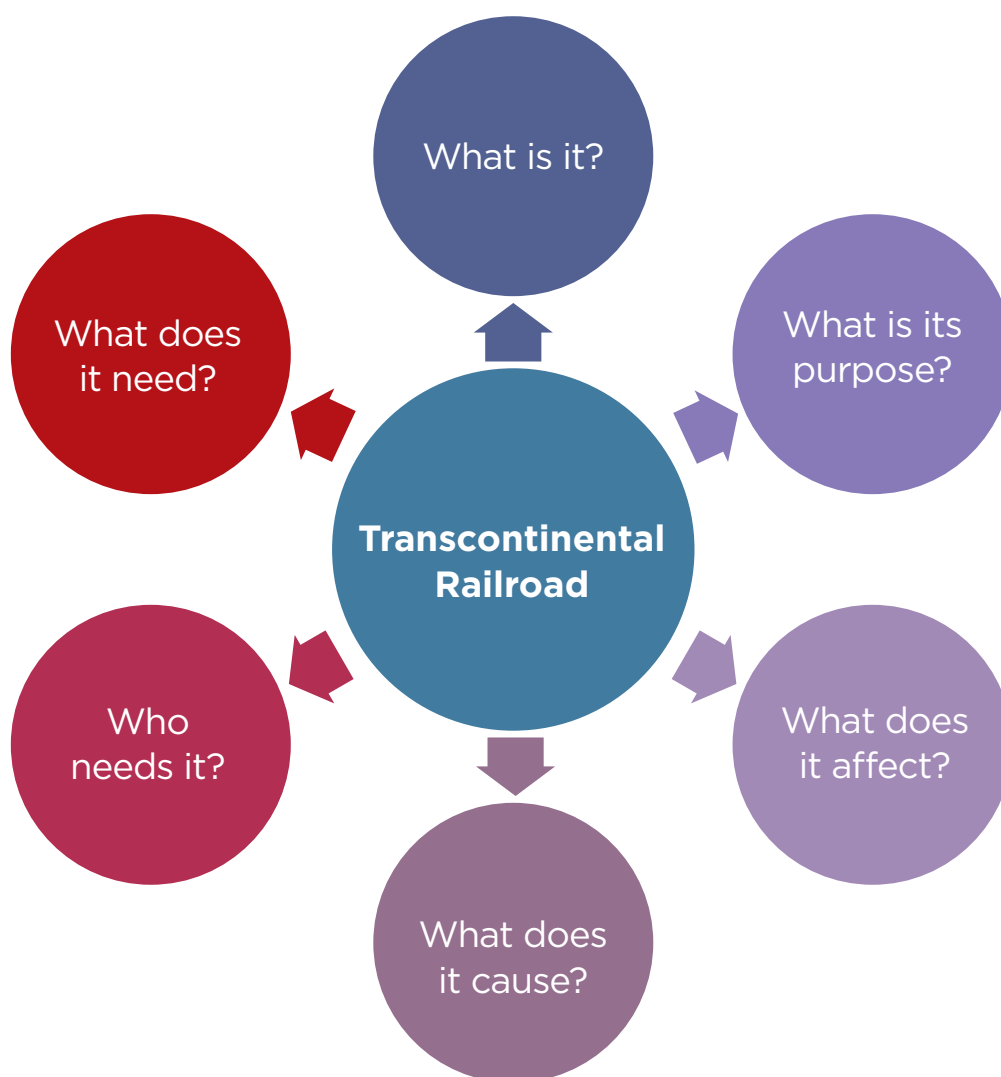 What is it?
What does
it need?
What is its
purpose?
Transcontinental
Railroad
Who
needs it?
What does
it affect?
What does
it cause?